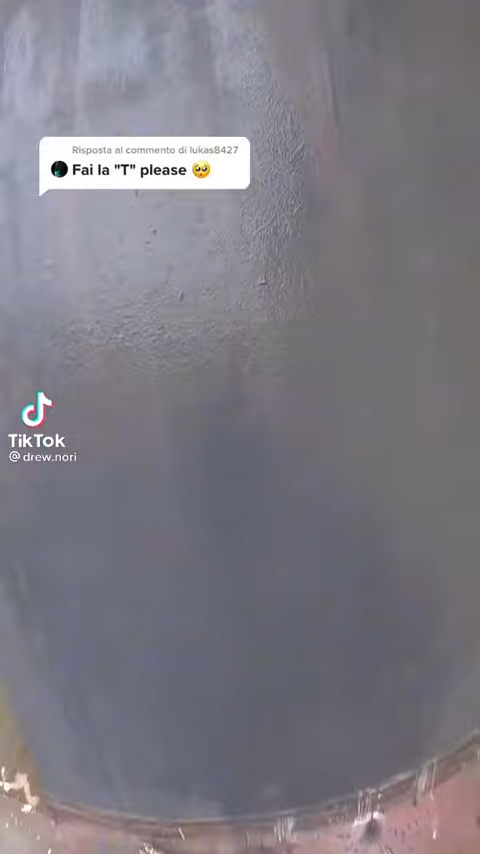 Risposta al commento di lukas8427
Fai la "T" please 🥺
TikTok
@drew.nori